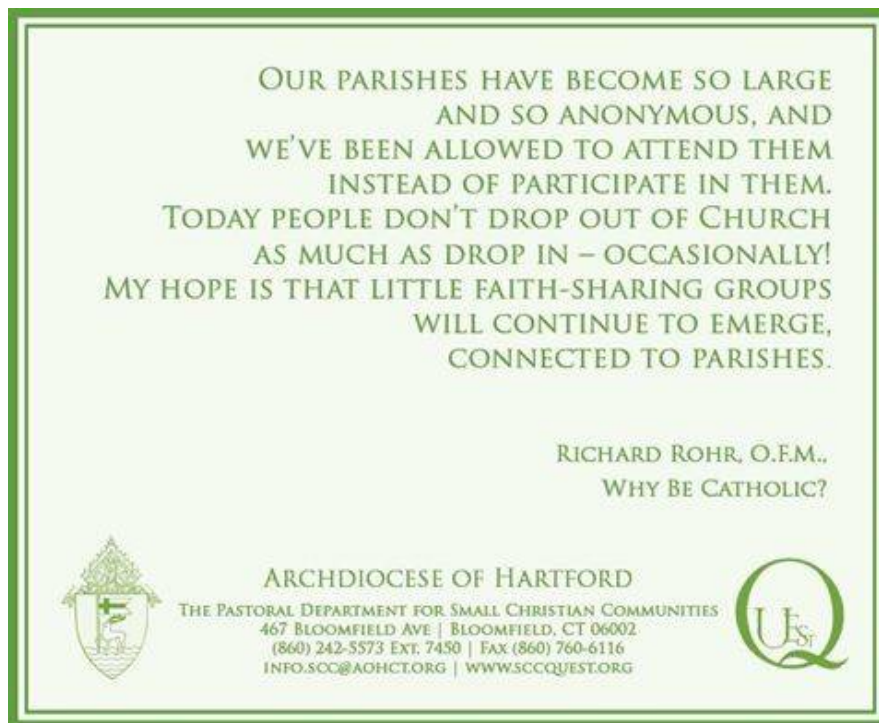 OUR PARISHES HAVE BECOME SO LARGE
AND SO ANONYMOUS, AND
WE'VE BEEN ALLOWED TO ATTEND THEM
INSTEAD OF PARTICIPATE IN THEM.
TODAY PEOPLE DON'T DROP OUT OF CHURCH
AS MUCH AS DROP IN – OCCASIONALLY!
MY HOPE IS THAT LITTLE FAITH-SHARING GROUPS
WILL CONTINUE TO EMERGE,
CONNECTED TO PARISHES.
RICHARD ROHR, O.F.M.,
WHY BE CATHOLIC?
ARCHDIOCESE OF HARTFORD
THE PASTORAL DEPARTMENT FOR SMALL CHRISTIAN COMMUNITIES
467 BLOOMFIELD AVE | BLOOMFIELD, CT 06002
(860) 242-5573 EXT. 7450 | FAX (860) 760-6116
INFO.SCC@AOHCT.ORG | WWW.SCCQUEST.ORG
QUEST